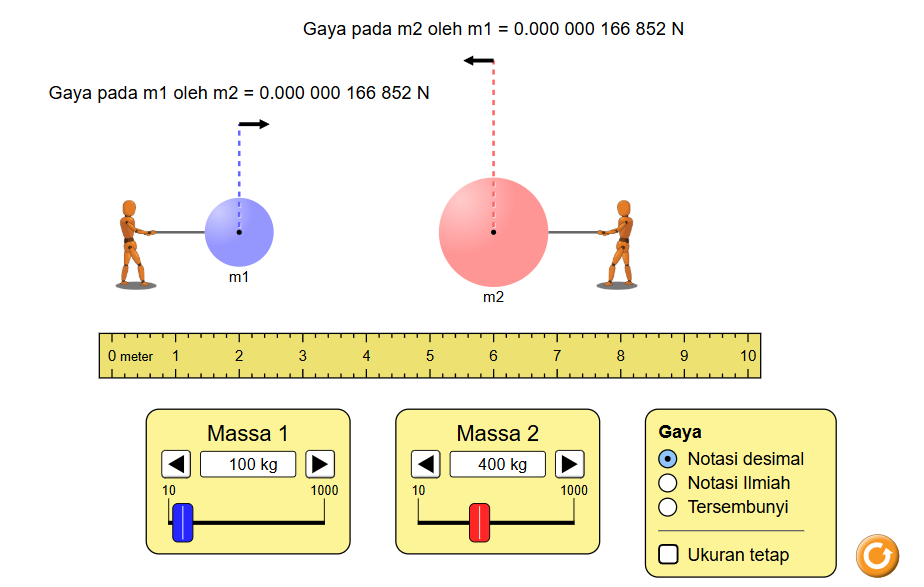 Gaya pada m2 oleh m1 = 0.000 000 166 852 N
Gaya pada m1 oleh m2 = 0.000 000 166 852 N
m1
m2
0 meter 1 2 3 4 5 6 7 8 9 10
Massa 1
100 kg
10 1000
Massa 2
400 kg
10 1000
Gaya
Notasi desimal
Notasi Ilmiah
Tersembunyi
Ukuran tetap